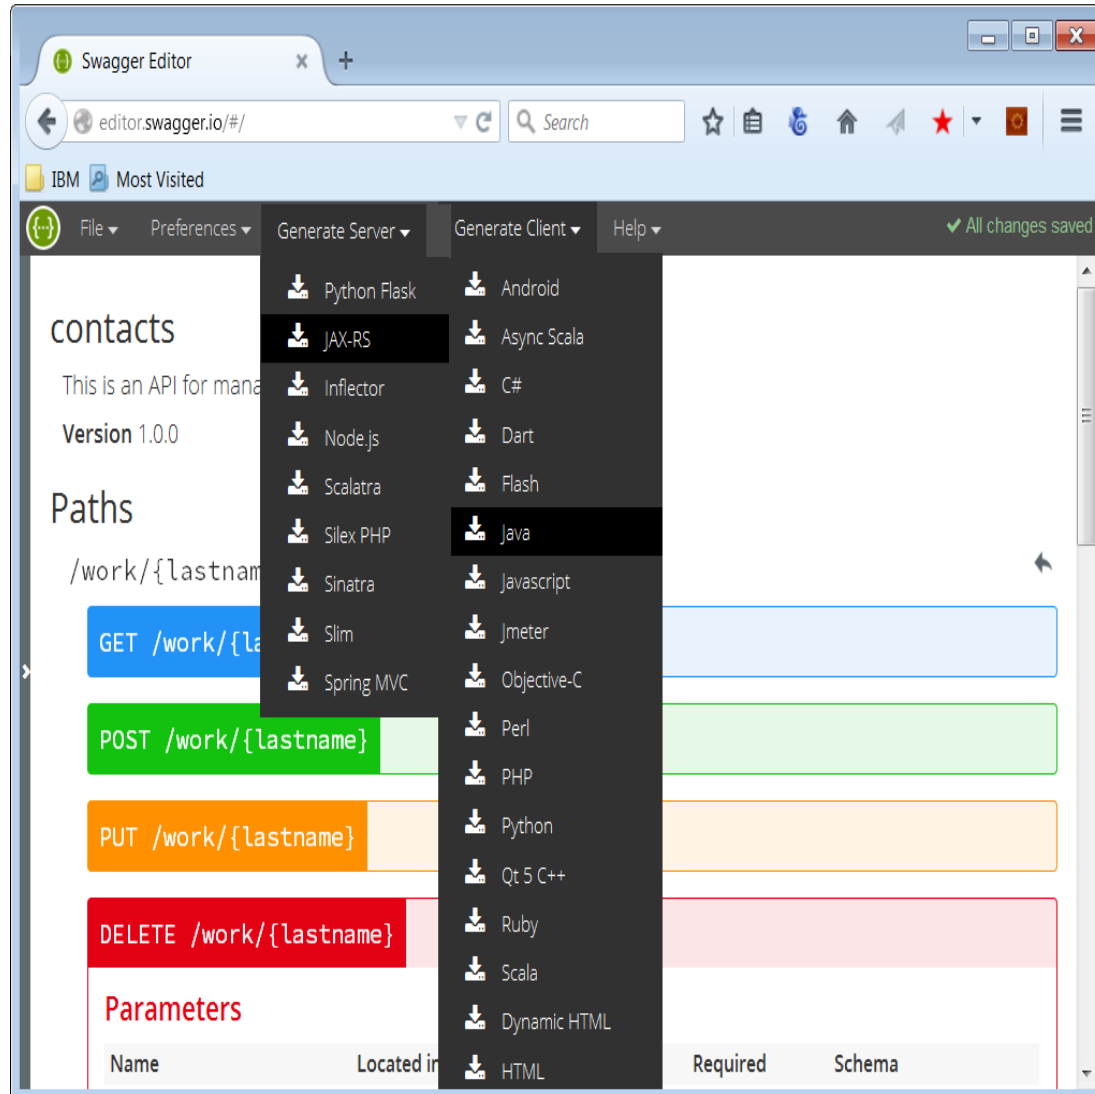 Swagger Editor
editor.swagger.io/#/
Search
IBM
Most Visited
File
Preferences
Generate Server
Generate Client
Help
All changes saved
Python Flask
JAX-RS
Inflector
Node.js
Scalatra
Silex PHP
Sinatra
Slim
Spring MVC
Android
Async Scala
C#
Dart
Flash
Java
Javascript
Jmeter
Objective-C
Perl
PHP
Python
Qt 5 C++
Ruby
Scala
Dynamic HTML
HTML
contacts
This is an API for mana
Version 1.0.0
Paths
/work/{lastnam
GET /work/{la
POST /work/{lastname}
PUT /work/{lastname}
DELETE /work/{lastname}
Parameters
Name Located in Required Schema